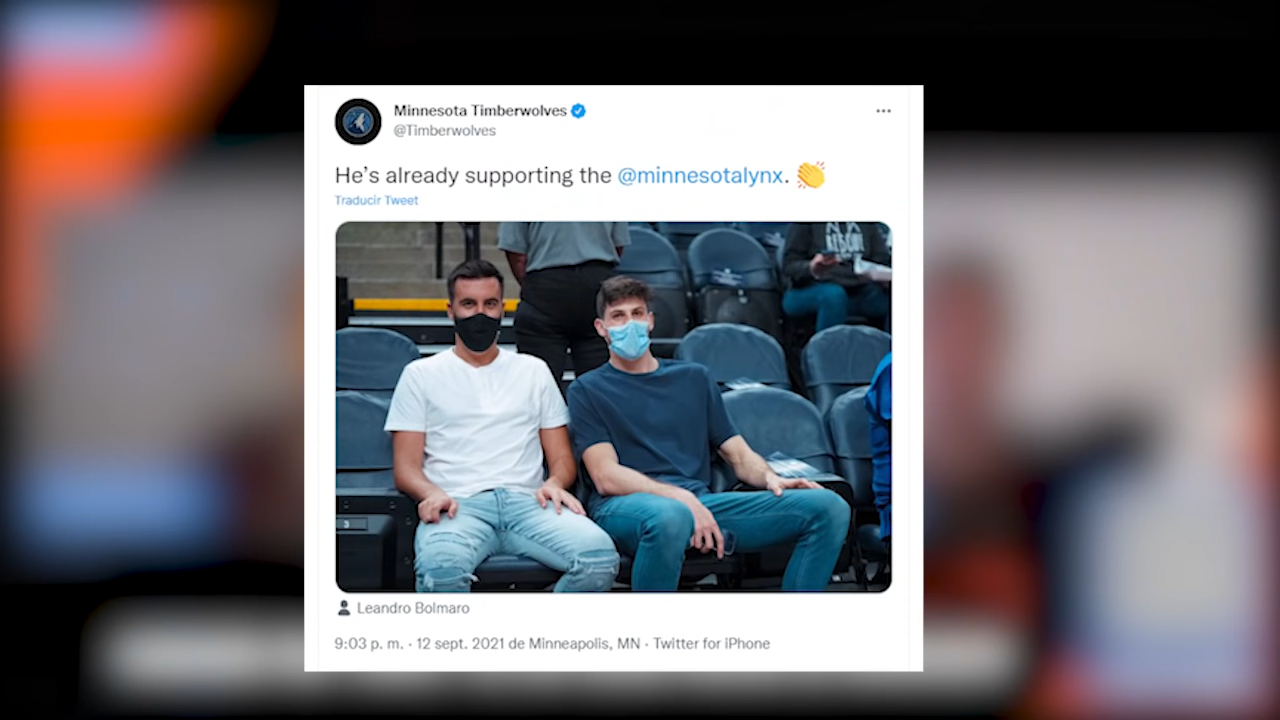 Minnesota Timberwolves
@Timberwolves
He's already supporting the @minnesotalynx. 👏
Traducir Tweet
3
Leandro Bolmaro
9:03 p. m. · 12 sept. 2021 de Minneapolis, MN · Twitter for iPhone